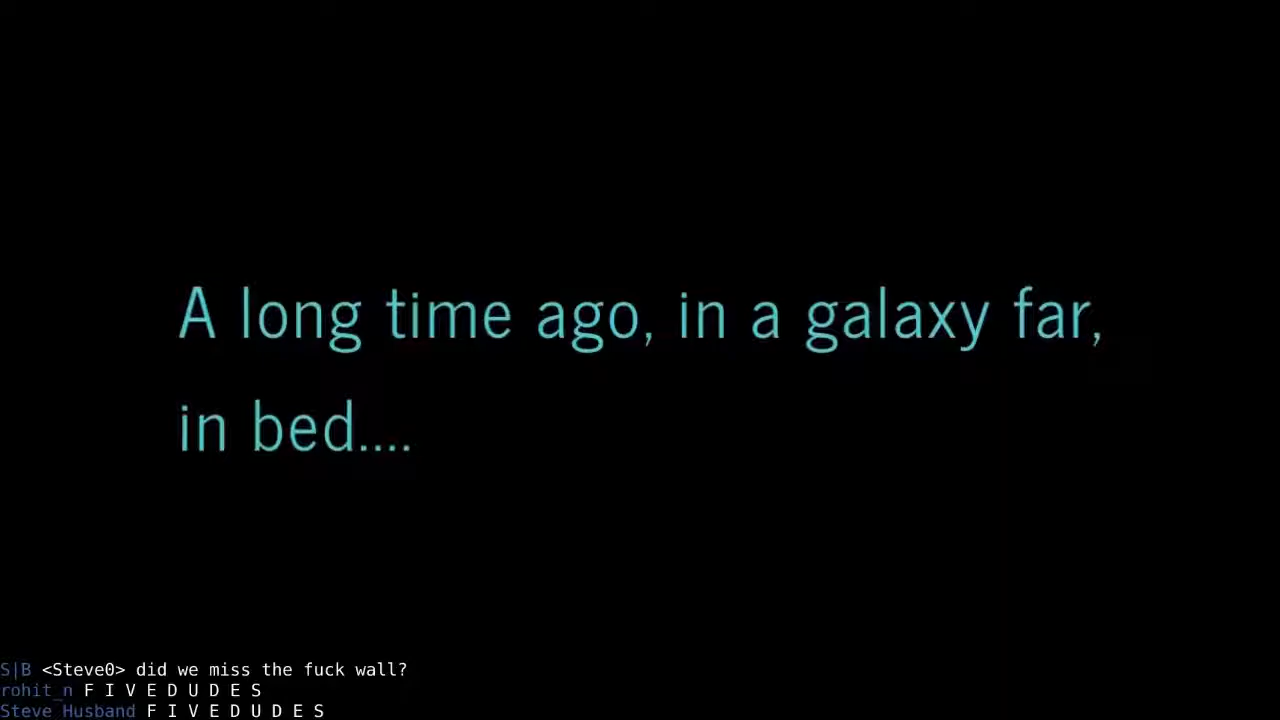 A long time ago, in a galaxy far,
in bed....
S|B <Steve0> did we miss the fuck wall?
rohit_n F I V E D U D E S
Steve Husband F I V E D U D E S